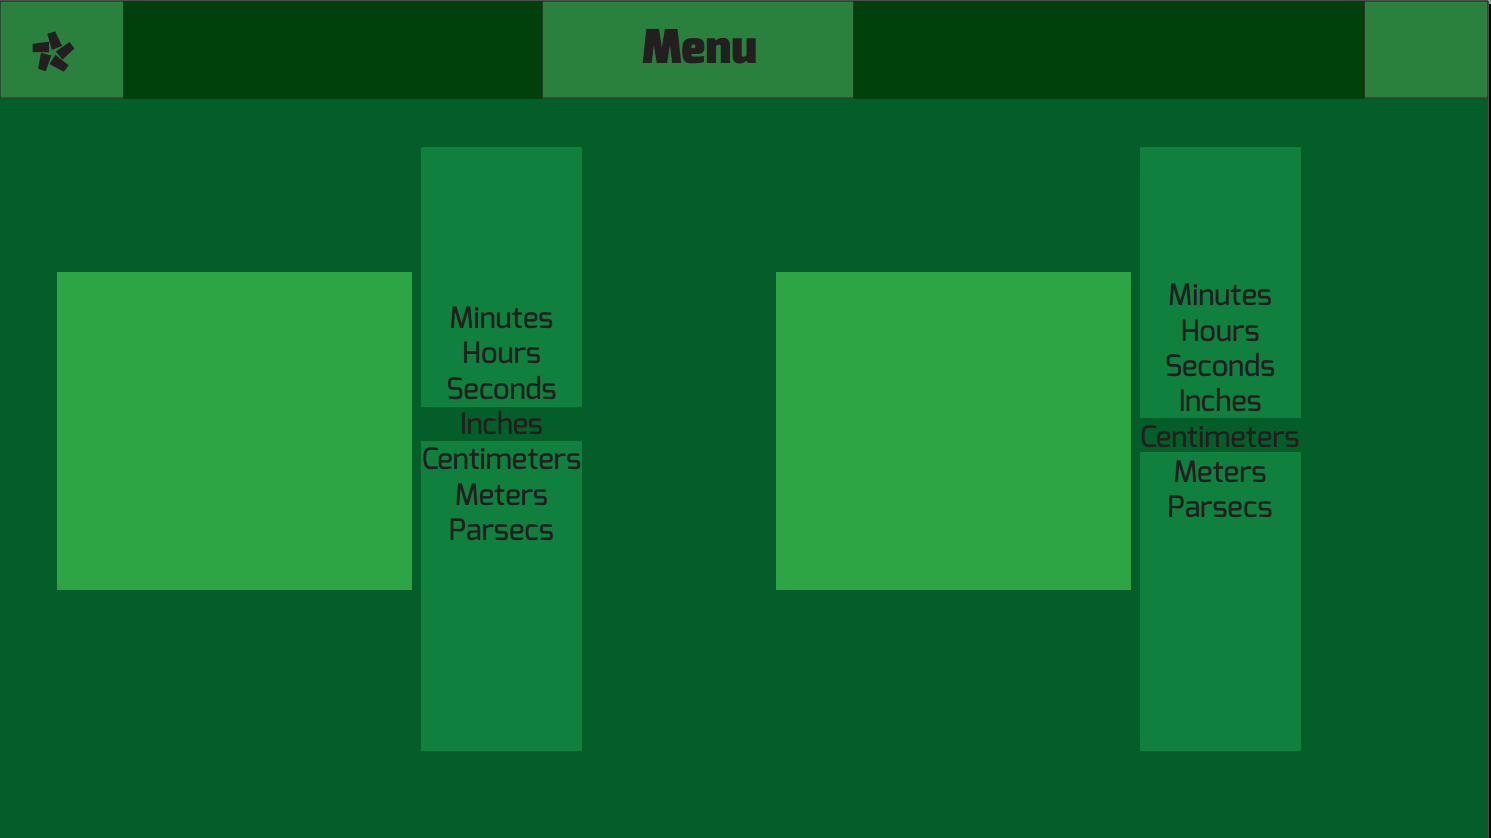 Menu
Minutes
Hours
Seconds
Inches
Centimeters
Meters
Parsecs
Minutes
Hours
Seconds
Inches
Centimeters
Meters
Parsecs